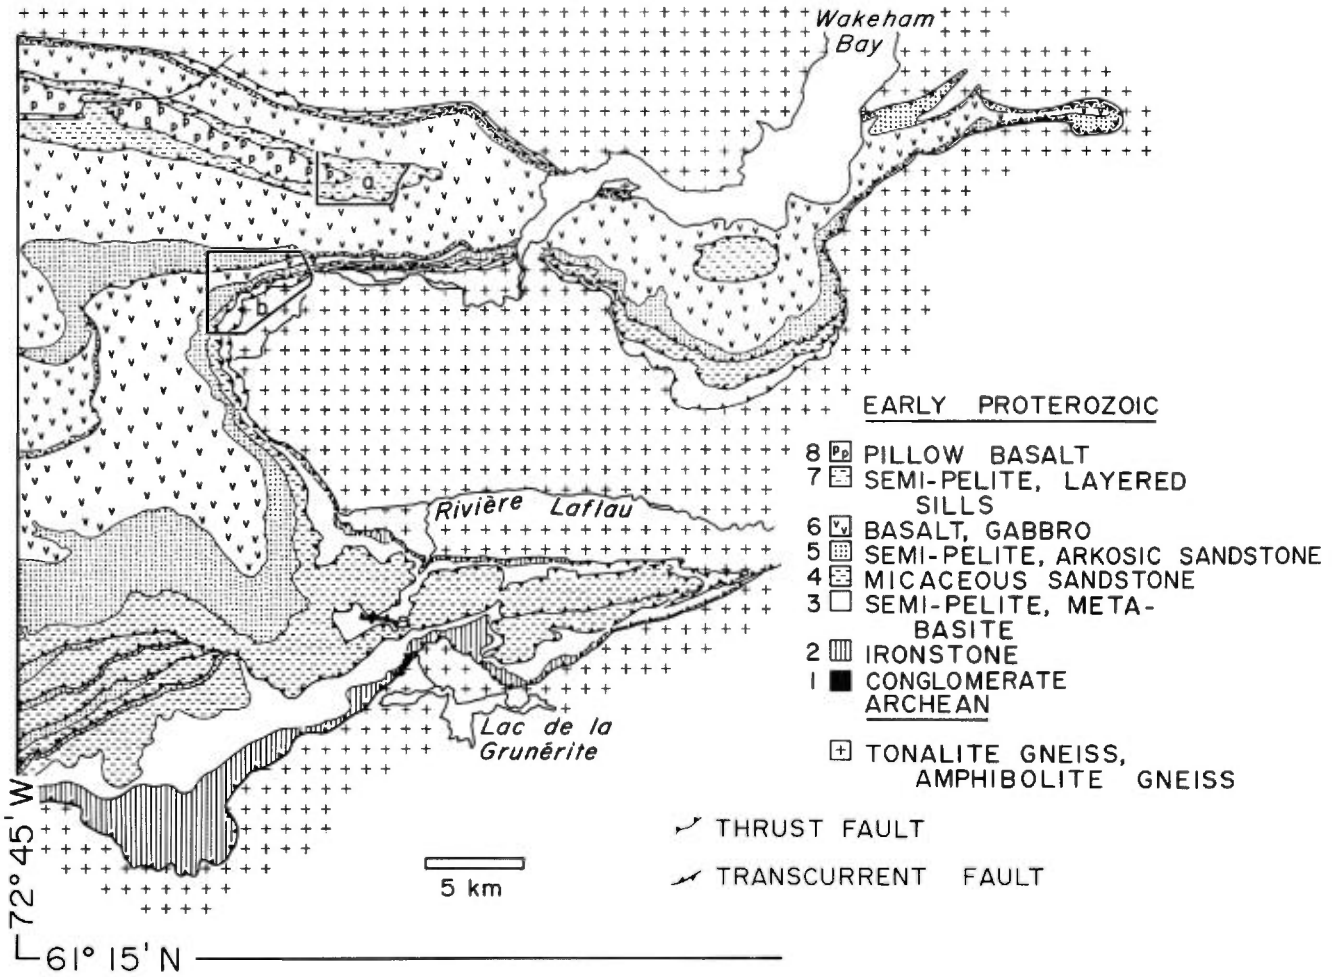 Wakeham
Bay
a
b
EARLY PROTEROZOIC
8 PP PILLOW BASALT
7 SEMI-PELITE, LAYERED
SILLS
Rivière Laflau
6 vv BASALT, GABBRO
5 SEMI-PELITE, ARKOSIC SANDSTONE
4 MICACEOUS SANDSTONE
3 SEMI-PELITE, META-
BASITE
2 IRONSTONE
1 CONGLOMERATE
ARCHEAN
Lac de la
Grunérite
+ TONALITE GNEISS,
AMPHIBOLITE GNEISS
THRUST FAULT
TRANSCURRENT FAULT
5 km
72°45'W
61° 15' N